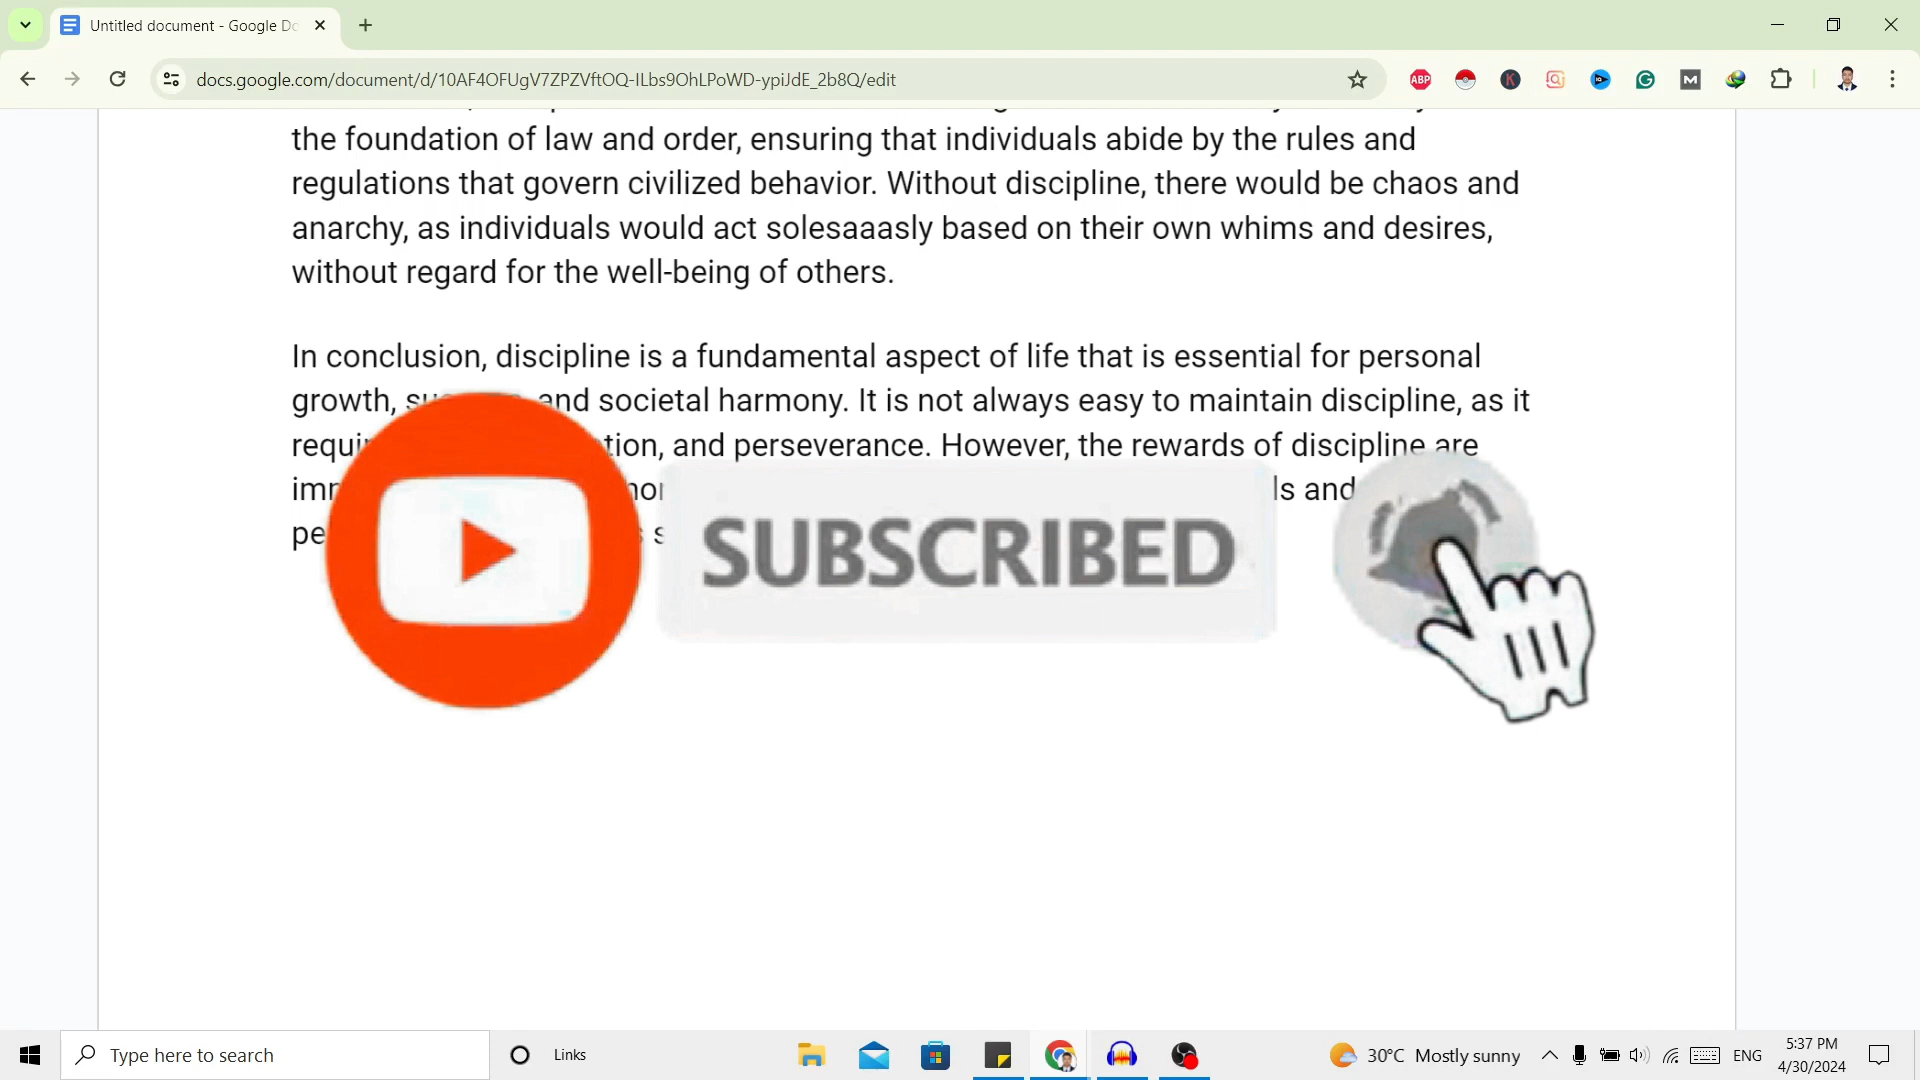 Untitled document - Google Do
docs.google.com/document/d/10AF4OFUgV7ZPZVftOQ-ILbs9OhLPoWD-ypiJdE_2b8Q/edit
ABP
the foundation of law and order, ensuring that individuals abide by the rules and
regulations that govern civilized behavior. Without discipline, there would be chaos and
anarchy, as individuals would act solesaaasly based on their own whims and desires,
without regard for the well-being of others.
In conclusion, discipline is a fundamental aspect of life that is essential for personal
growth, and societal harmony. It is not always easy to maintain discipline, as it
and perseverance. However, the rewards of discipline are
and
SUBSCRIBED
Type here to search
Links
30°C Mostly sunny
ENG
5:37 PM
4/30/2024